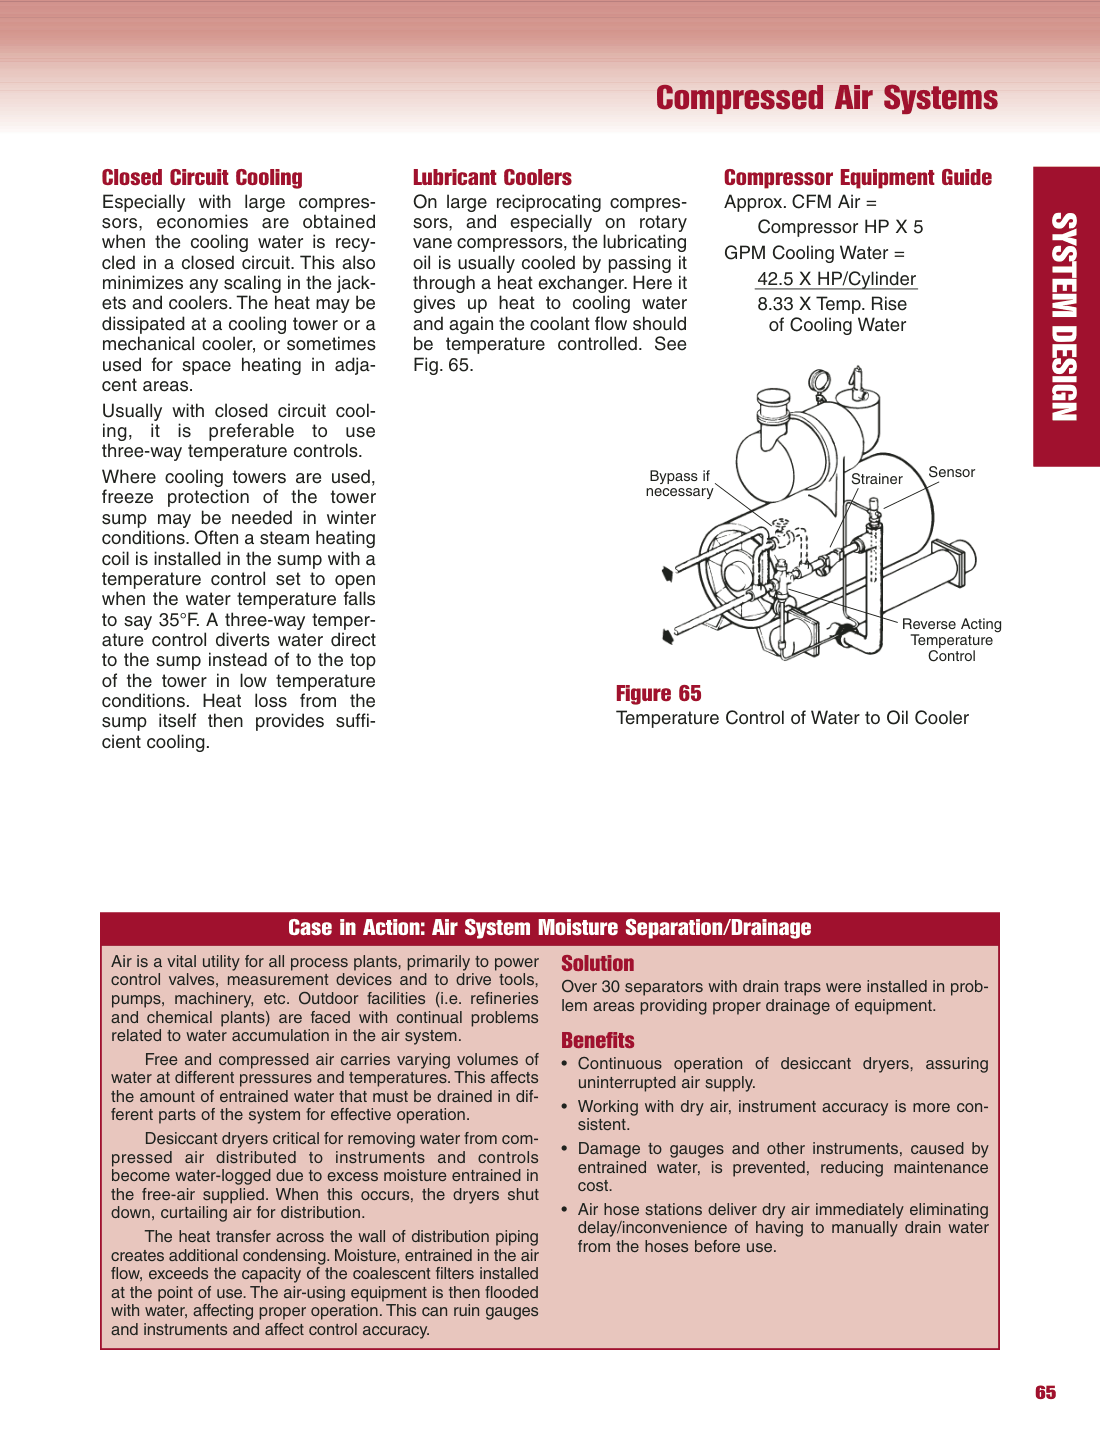 Compressed Air Systems
SYSTEM DESIGN
Closed Circuit Cooling
Especially with large compres-
sors, economies are obtained
when the cooling water is recy-
cled in a closed circuit. This also
minimizes any scaling in the jack-
ets and coolers. The heat may be
dissipated at a cooling tower or a
mechanical cooler, or sometimes
used for space heating in adja-
cent areas.
Usually with closed circuit cool-
ing, it is preferable to use
three-way temperature controls.
Where cooling towers are used,
freeze protection of the tower
sump may be needed in winter
conditions. Often a steam heating
coil is installed in the sump with a
temperature control set to open
when the water temperature falls
to say 35°F. A three-way temper-
ature control diverts water direct
to the sump instead of to the top
of the tower in low temperature
conditions. Heat loss from the
sump itself then provides suffi-
cient cooling.
Lubricant Coolers
On large reciprocating compres-
sors, and especially on rotary
vane compressors, the lubricating
oil is usually cooled by passing it
through a heat exchanger. Here it
gives up heat to cooling water
and again the coolant flow should
be temperature controlled. See
Fig. 65.
Compressor Equipment Guide
Approx. CFM Air =
Compressor HP X 5
GPM Cooling Water =
42.5 X HP/Cylinder
8.33 X Temp. Rise
of Cooling Water
Bypass if
necessary
Strainer
Sensor
Reverse Acting
Temperature
Control
Figure 65
Temperature Control of Water to Oil Cooler
Case in Action: Air System Moisture Separation/Drainage
Air is a vital utility for all process plants, primarily to power
control valves, measurement devices and to drive tools,
pumps, machinery, etc. Outdoor facilities (i.e. refineries
and chemical plants) are faced with continual problems
related to water accumulation in the air system.
Free and compressed air carries varying volumes of
water at different pressures and temperatures. This affects
the amount of entrained water that must be drained in dif-
ferent parts of the system for effective operation.
Desiccant dryers critical for removing water from com-
pressed air distributed to instruments and controls
become water-logged due to excess moisture entrained in
the free-air supplied. When this occurs, the dryers shut
down, curtailing air for distribution.
The heat transfer across the wall of distribution piping
creates additional condensing. Moisture, entrained in the air
flow, exceeds the capacity of the coalescent filters installed
at the point of use. The air-using equipment is then flooded
with water, affecting proper operation. This can ruin gauges
and instruments and affect control accuracy.
Solution
Over 30 separators with drain traps were installed in prob-
lem areas providing proper drainage of equipment.
Benefits
• Continuous operation of desiccant dryers, assuring
uninterrupted air supply.
• Working with dry air, instrument accuracy is more con-
sistent.
• Damage to gauges and other instruments, caused by
entrained water, is prevented, reducing maintenance
cost.
• Air hose stations deliver dry air immediately eliminating
delay/inconvenience of having to manually drain water
from the hoses before use.
65